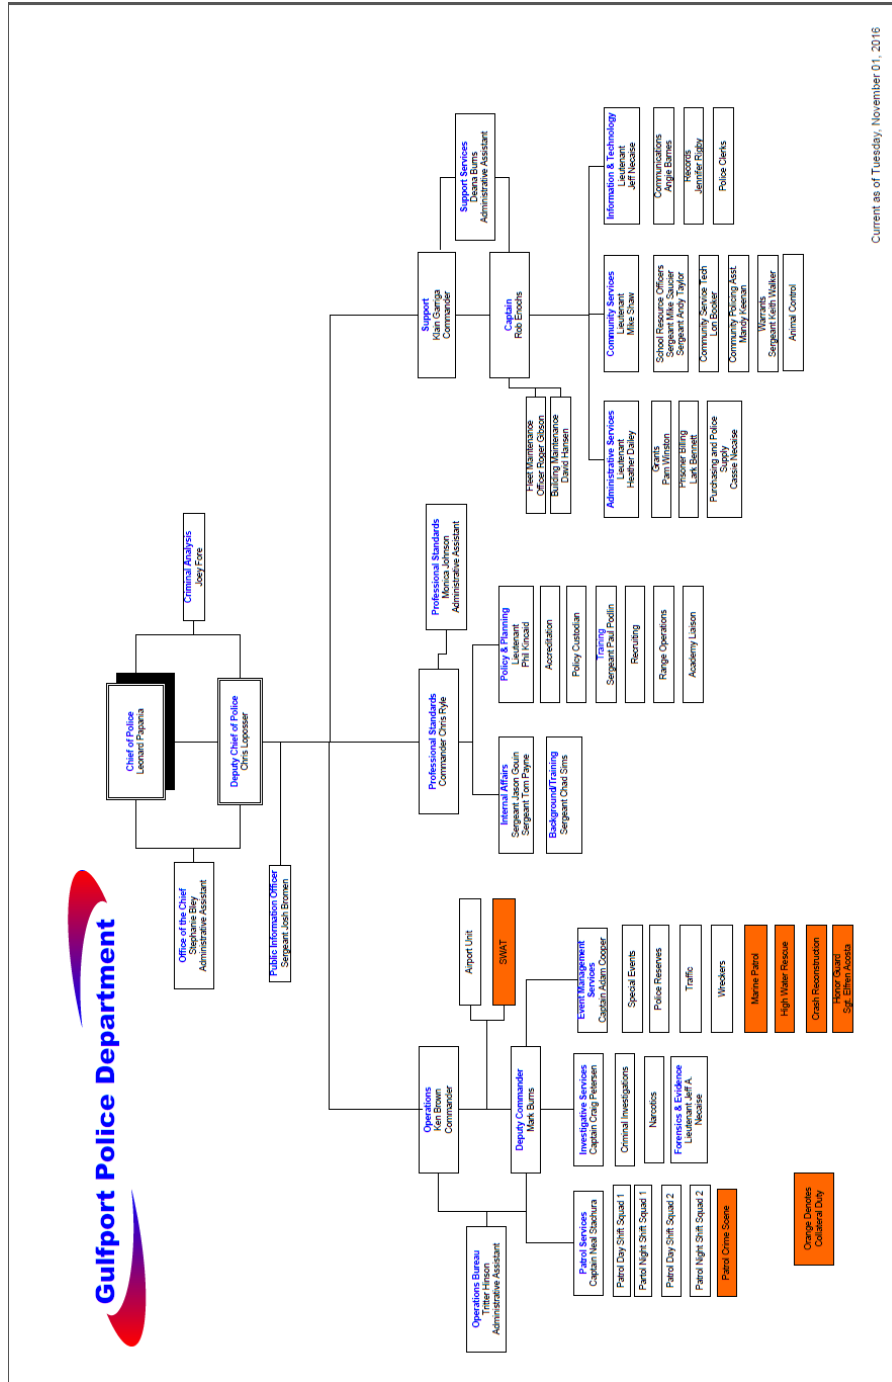 Gulfport Police Department
Chief of Police
Leonard Papania
Office of the Chief
Stephanie Bley
Administrative Assistant
Criminal Analysis
Joey Fore
Deputy Chief of Police
Chris Loposser
Public Information Officer
Sergeant Josh Bromen
Operations
Ken Brown
Commander
Operations Bureau
Tritter Hinson
Administrative Assistant
Airport Unit
SWAT
Deputy Commander
Mark Burns
Patrol Services
Captain Neal Stachura
Patrol Day Shift Squad 1
Partol Night Shift Squad 1
Patrol Day Shift Squad 2
Patrol Night Shift Squad 2
Patrol Crime Scene
Investigative Services
Captain Craig Petersen
Criminal Investigations
Narcotics
Forensics & Evidence
Lieutenant Jeff A.
Necaise
Event Management
Services
Captain Adam Cooper
Special Events
Police Reserves
Traffic
Wreckers
Marine Patrol
High Water Rescue
Crash Reconstruction
Honor Guard
Sgt. Elfren Acosta
Orange Denotes
Collateral Duty
Professional Standards
Commander Chris Ryle
Professional Standards
Monica Johnson
Administrative Assistant
Internal Affairs
Sergeant Jason Gouin
Sergeant Tom Payne
Background/Training
Sergeant Chad Sims
Policy & Planning
Lieutenant
Phil Kincaid
Accreditation
Policy Custodian
Training
Sergeant Paul Podlin
Recruiting
Range Operations
Academy Liaison
Support
Klain Garriga
Commander
Support Services
Deana Burns
Administrative Assistant
Captain
Rob Enochs
Fleet Maintenance
Officer Roger Gibson
Building Maintenance
David Hansen
Administrative Services
Lieutenant
Heather Dailey
Grants
Pam Winston
Prisoner Billing
Lark Bennett
Purchasing and Police
Supply
Cassie Necaise
Community Services
Lieutenant
Mike Shaw
School Resource Officers
Sergeant Mike Saucier
Sergeant Andy Taylor
Community Service Tech
Lori Booker
Community Policing Asst.
Mandy Keenan
Warrants
Sergeant Keith Walker
Animal Control
Information & Technology
Lieutenant
Jeff Necaise
Communications
Angie Barnes
Records
Jennifer Rigby
Police Clerks
Current as of Tuesday, November 01, 2016